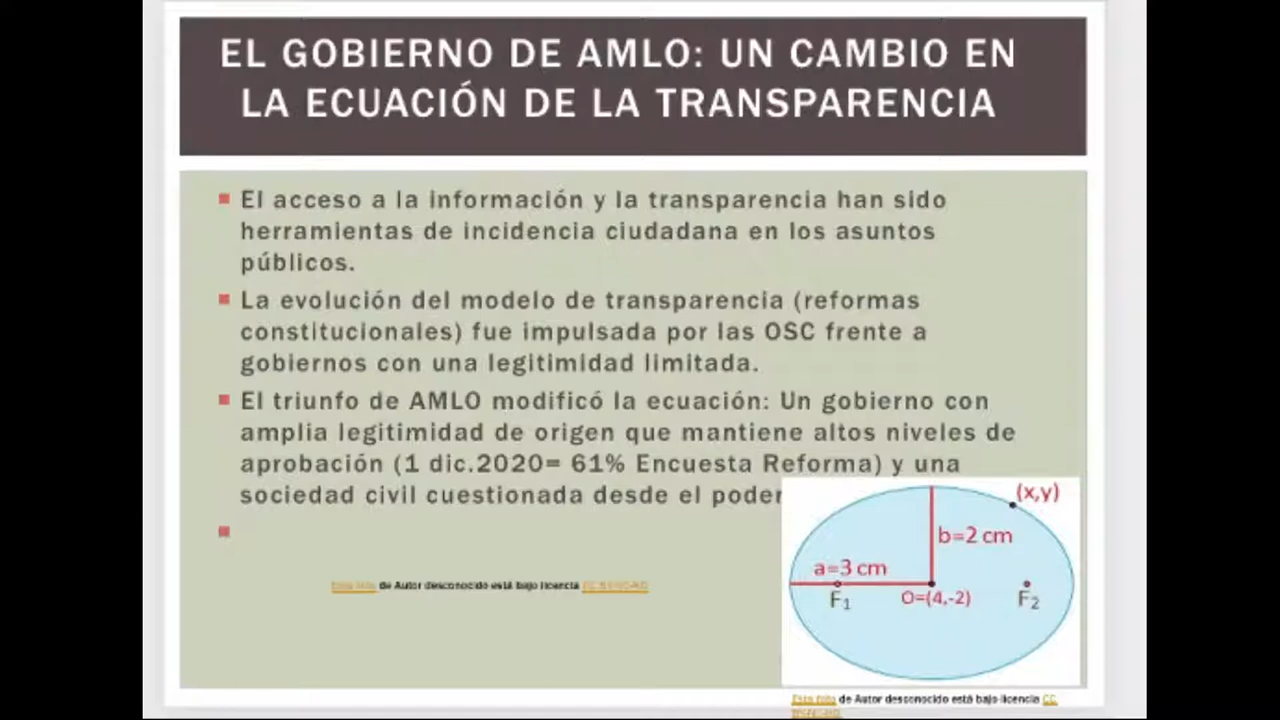 EL GOBIERNO DE AMLO: UN CAMBIO EN
LA ECUACIÓN DE LA TRANSPARENCIA
El acceso a la información y la transparencia han sido
herramientas de incidencia ciudadana en los asuntos
públicos.
La evolución del modelo de transparencia (reformas
constitucionales) fue impulsada por las OSC frente a
gobiernos con una legitimidad limitada.
El triunfo de AMLO modificó la ecuación: Un gobierno con
amplia legitimidad de origen que mantiene altos niveles de
aprobación (1 dic.2020= 61% Encuesta Reforma) y una
sociedad civil cuestionada desde el poder
(x,y)
b=2 cm
a=3 cm
F₁
O=(4,-2)
F₂
Esta foto de Autor desconocido está bajo licencia
Esta foto de Autor desconocido está bajo licencia CC